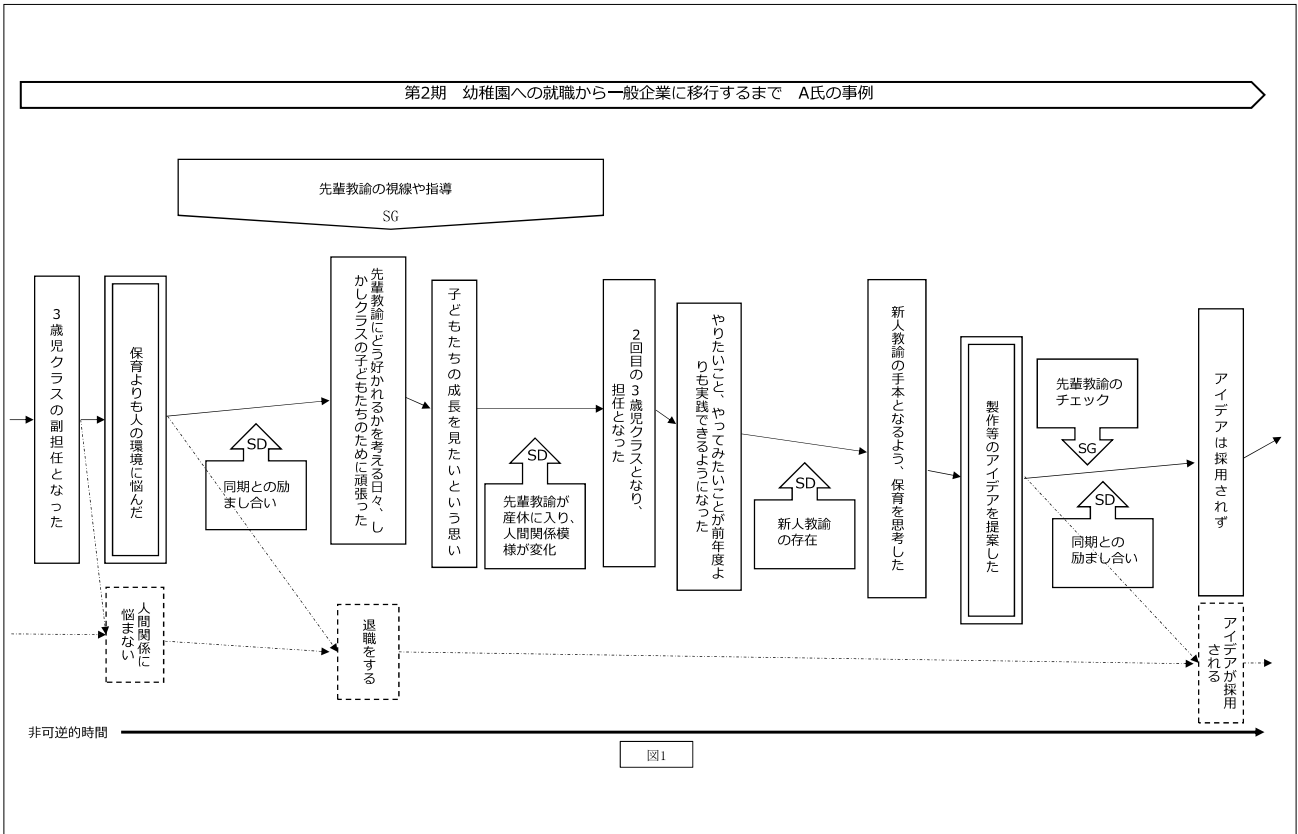 第2期　幼稚園への就職から一般企業に移行するまで　A氏の事例
先輩教諭の視線や指導
SG
3歳児クラスの副担任となった
保育よりも人の環境に悩んだ
人間関係に
悩まない
SD
同期との励
まし合い
先輩教諭にどう好かれるかを考える日々、し
かしクラスの子どもたちのために頑張った
退職をする
子どもたちの成長を見たいという思い
SD
先輩教諭が
産休に入り、
人間関係模
様が変化
2回目の3歳児クラスとなり、
担任となった
やりたいこと、やってみたいことが前年度よ
りも実践できるようになった
SD
新人教諭
の存在
新人教諭の手本となるよう、保育を思考した
製作等のアイデアを提案した
先輩教諭の
チェック
SG
SD
同期との
励まし合い
アイデアは採用されず
アイデアが採用
される
非可逆的時間
図1